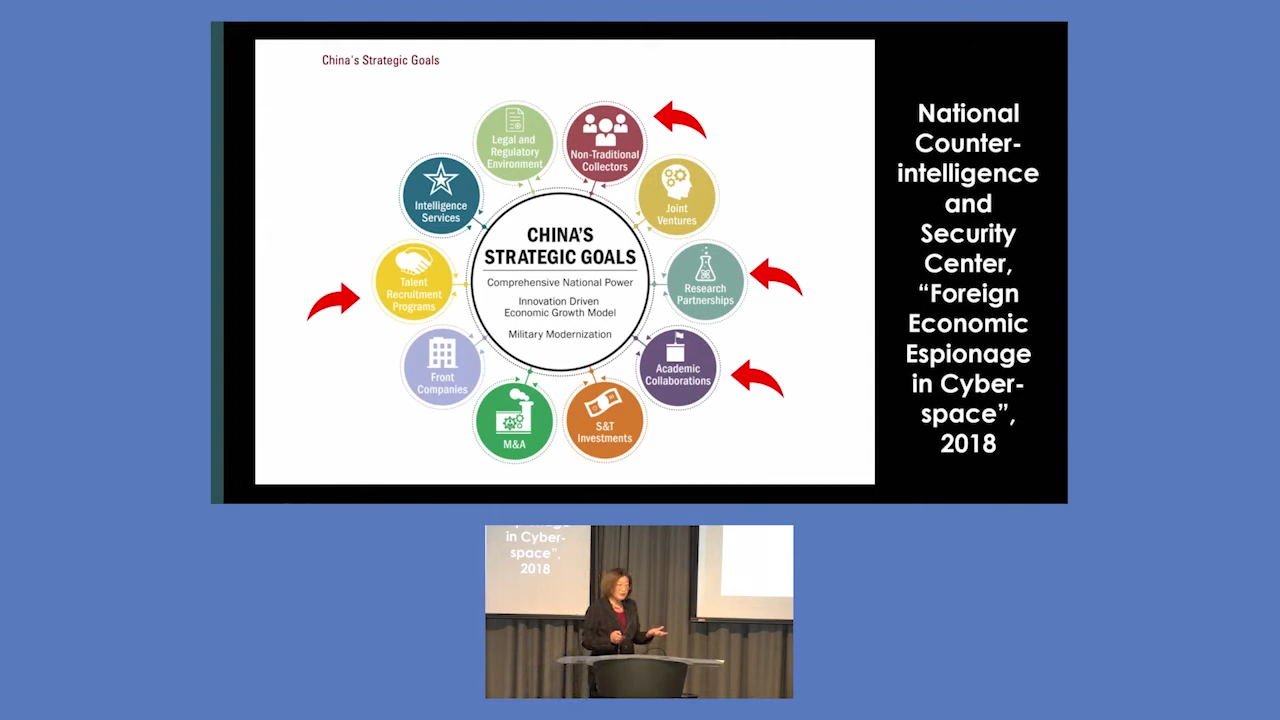 China's Strategic Goals
Legal and
Regulatory
Environment
Non-Traditional
Collectors
Intelligence
Services
Joint
Ventures
CHINA'S
STRATEGIC GOALS
Comprehensive National Power
Innovation Driven
Economic Growth Model
Military Modernization
Talent
Recruitment
Programs
Research
Partnerships
Front
Companies
Academic
Collaborations
M&A
S&T
Investments
National
Counter-
intelligence
and
Security
Center,
“Foreign
Economic
Espionage
in Cyber-
space”,
2018
in Cyber-
space”,
2018